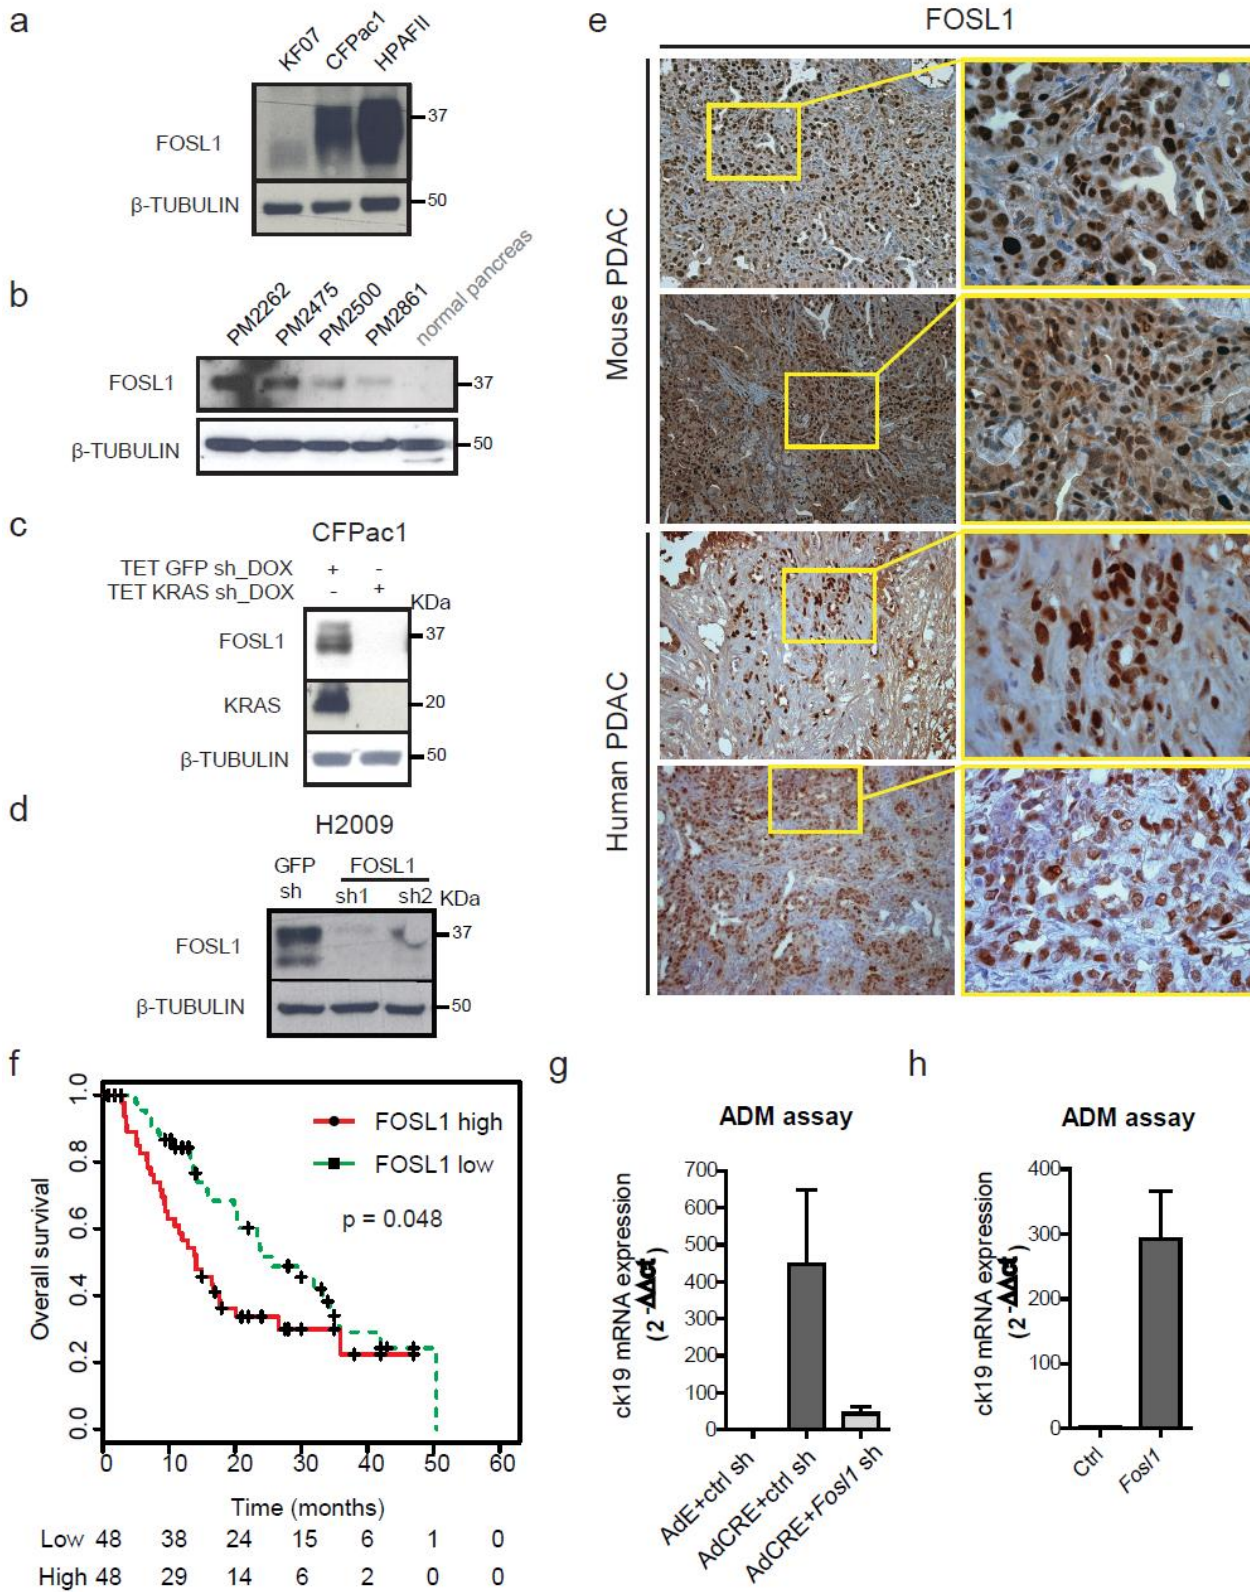 a
KF07
CFPac1
HPAFII
FOSL1
37
β-TUBULIN
50
b
PM2262
PM2475
PM2500
PM2861
normal pancreas
FOSL1
37
β-TUBULIN
50
c
CFPac1
TET GFP sh_DOX + -
TET KRAS sh_DOX - +
KDa
FOSL1
37
KRAS
20
β-TUBULIN
50
d
H2009
GFP sh
FOSL1
sh1 sh2 KDa
FOSL1
37
β-TUBULIN
50
e
FOSL1
Mouse PDAC
Human PDAC
f
Overall survival
1.0
0.8
0.6
0.4
0.2
0.0
FOSL1 high
FOSL1 low
p = 0.048
0 10 20 30 40 50 60
Time (months)
Low 48 38 24 15 6 1 0
High 48 29 14 6 2 0 0
g
ADM assay
ck19 mRNA expression
(2^-ΔΔct)
700
600
500
400
300
200
100
0
AdE+ctrl sh
AdCRE+ctrl sh
AdCRE+Fosl1 sh
h
ADM assay
ck19 mRNA expression
(2^-ΔΔct)
400
300
200
100
0
Ctrl
Fosl1